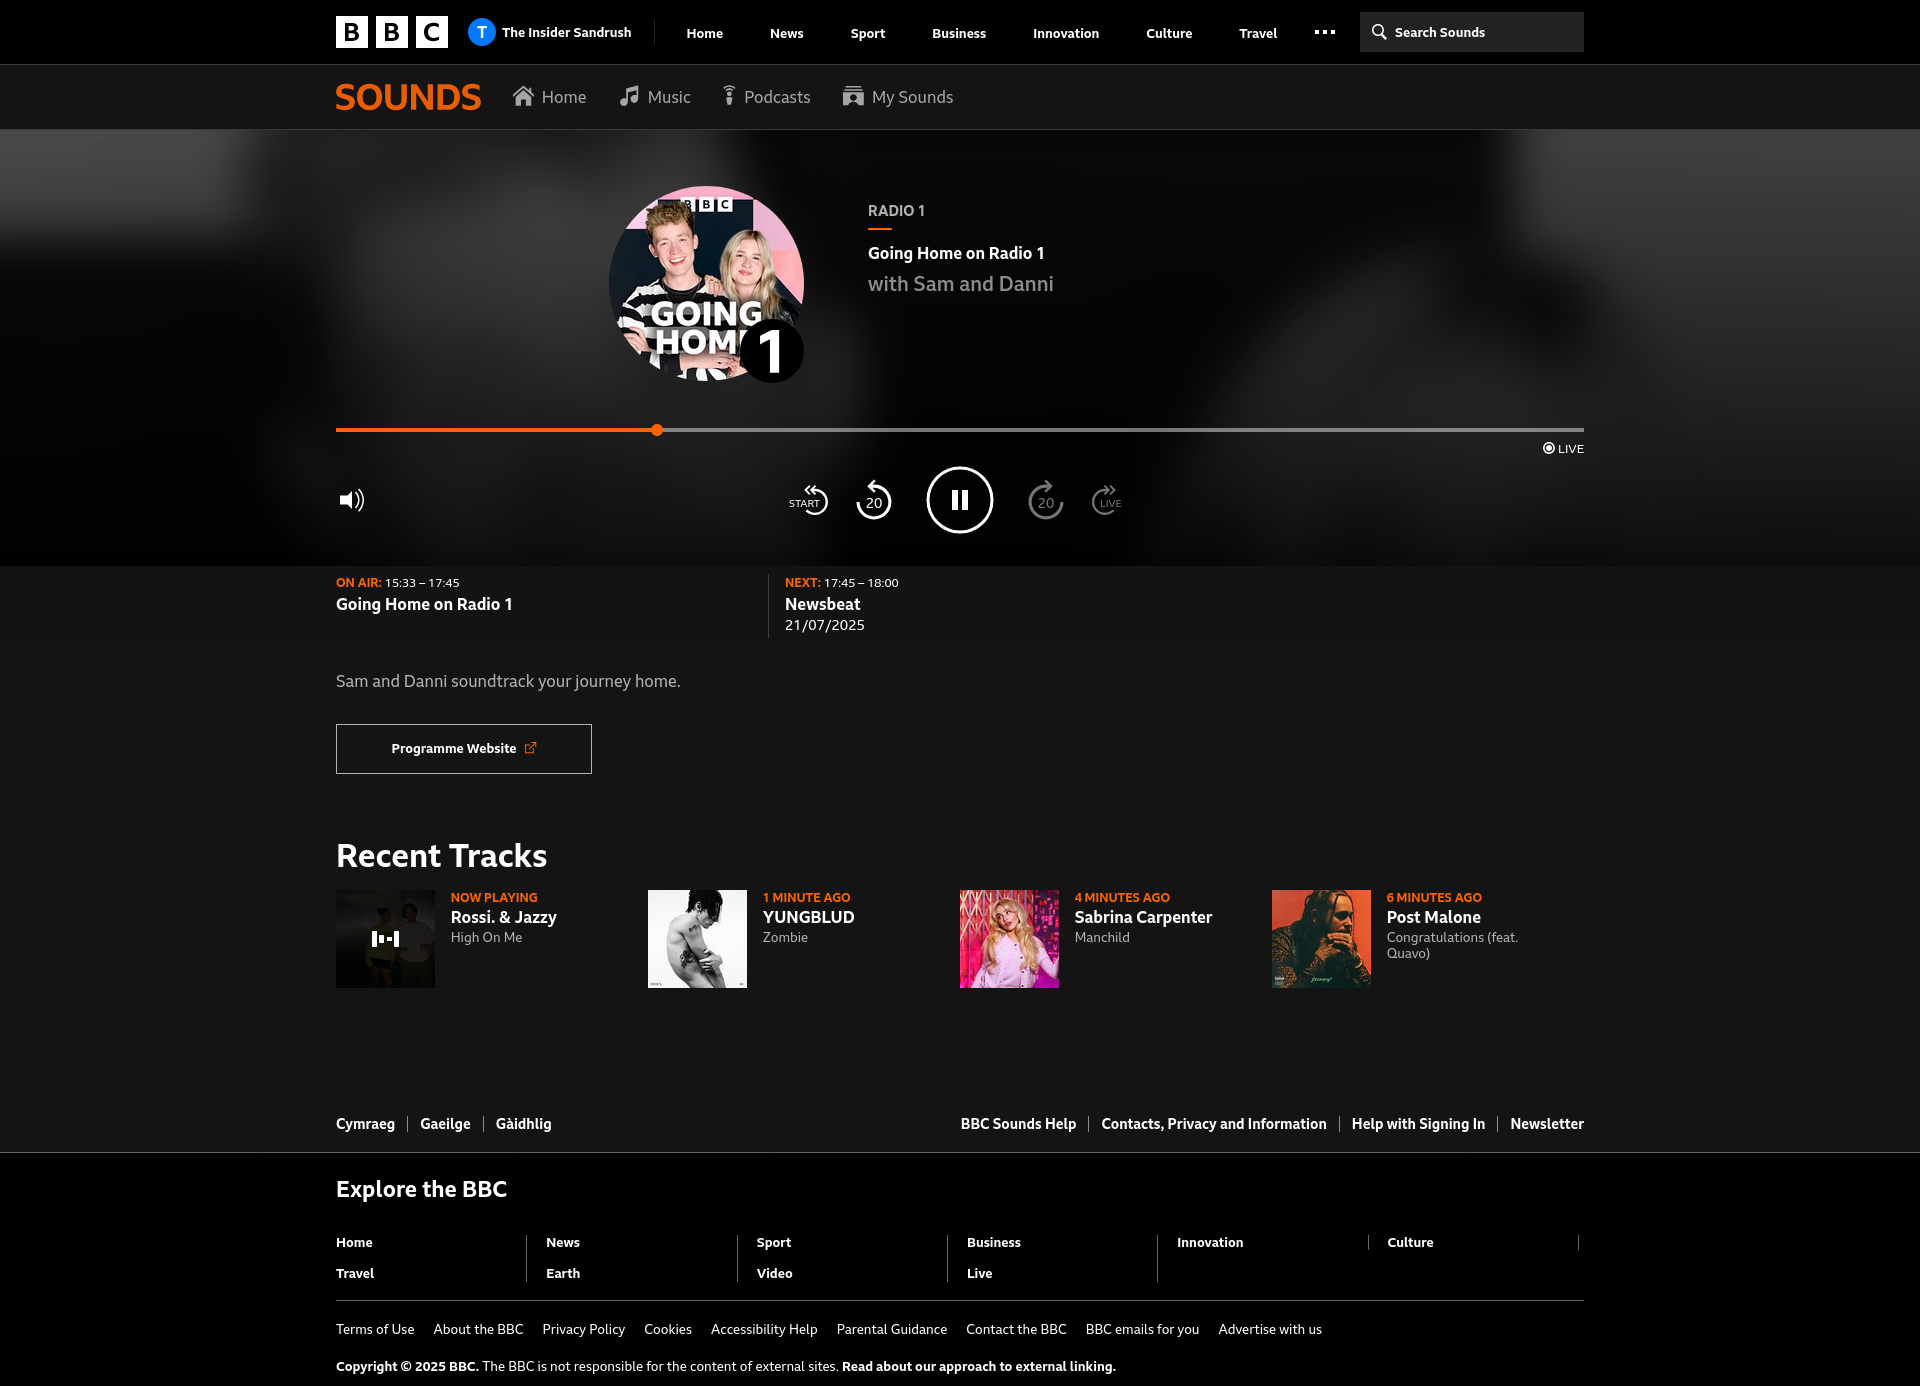 BBC
T The Insider Sandrush
Home
News
Sport
Business
Innovation
Culture
Travel
Search Sounds
SOUNDS
Home
Music
Podcasts
My Sounds
BBC
GOING
HOM
1
RADIO 1
Going Home on Radio 1
with Sam and Danni
LIVE
START
20
20
LIVE
ON AIR: 15:33 – 17:45
Going Home on Radio 1
NEXT: 17:45 – 18:00
Newsbeat
21/07/2025
Sam and Danni soundtrack your journey home.
Programme Website
Recent Tracks
NOW PLAYING
Rossi. & Jazzy
High On Me
1 MINUTE AGO
YUNGBLUD
Zombie
4 MINUTES AGO
Sabrina Carpenter
Manchild
6 MINUTES AGO
Post Malone
Congratulations (feat.
Quavo)
Cymraeg
Gaeilge
Gàidhlig
BBC Sounds Help
Contacts, Privacy and Information
Help with Signing In
Newsletter
Explore the BBC
Home
News
Sport
Business
Innovation
Culture
Travel
Earth
Video
Live
Terms of Use
About the BBC
Privacy Policy
Cookies
Accessibility Help
Parental Guidance
Contact the BBC
BBC emails for you
Advertise with us
Copyright © 2025 BBC. The BBC is not responsible for the content of external sites. Read about our approach to external linking.